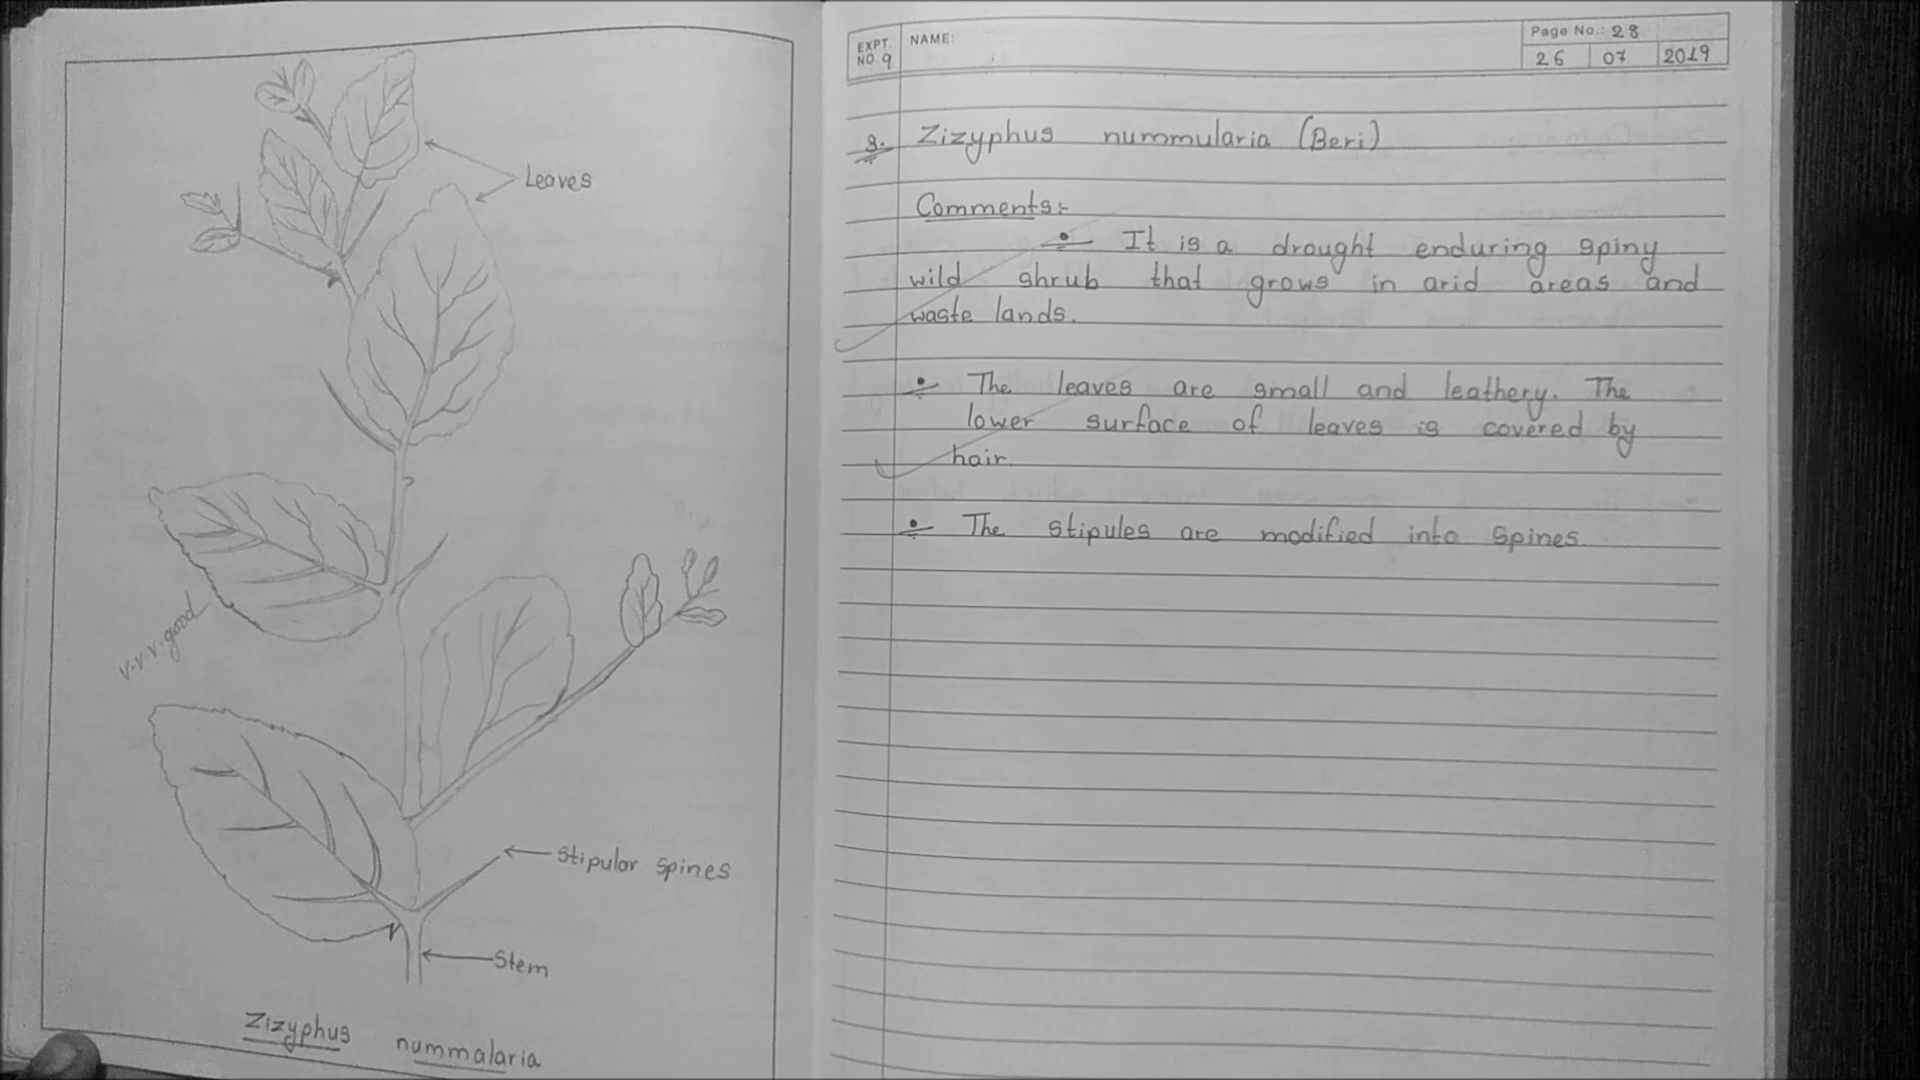 Leaves
v.v.v.good
Stipular Spines
Stem
Zizyphus nummalaria
EXPT. NO. 9
NAME:
Page No.: 28
26 07 2019
8. Zizyphus nummularia (Beri)
Comments:-
It is a drought enduring spiny
wild shrub that grows in arid areas and
waste lands.
The leaves are small and leathery. The
lower surface of leaves is covered by
hair.
The stipules are modified into Spines.